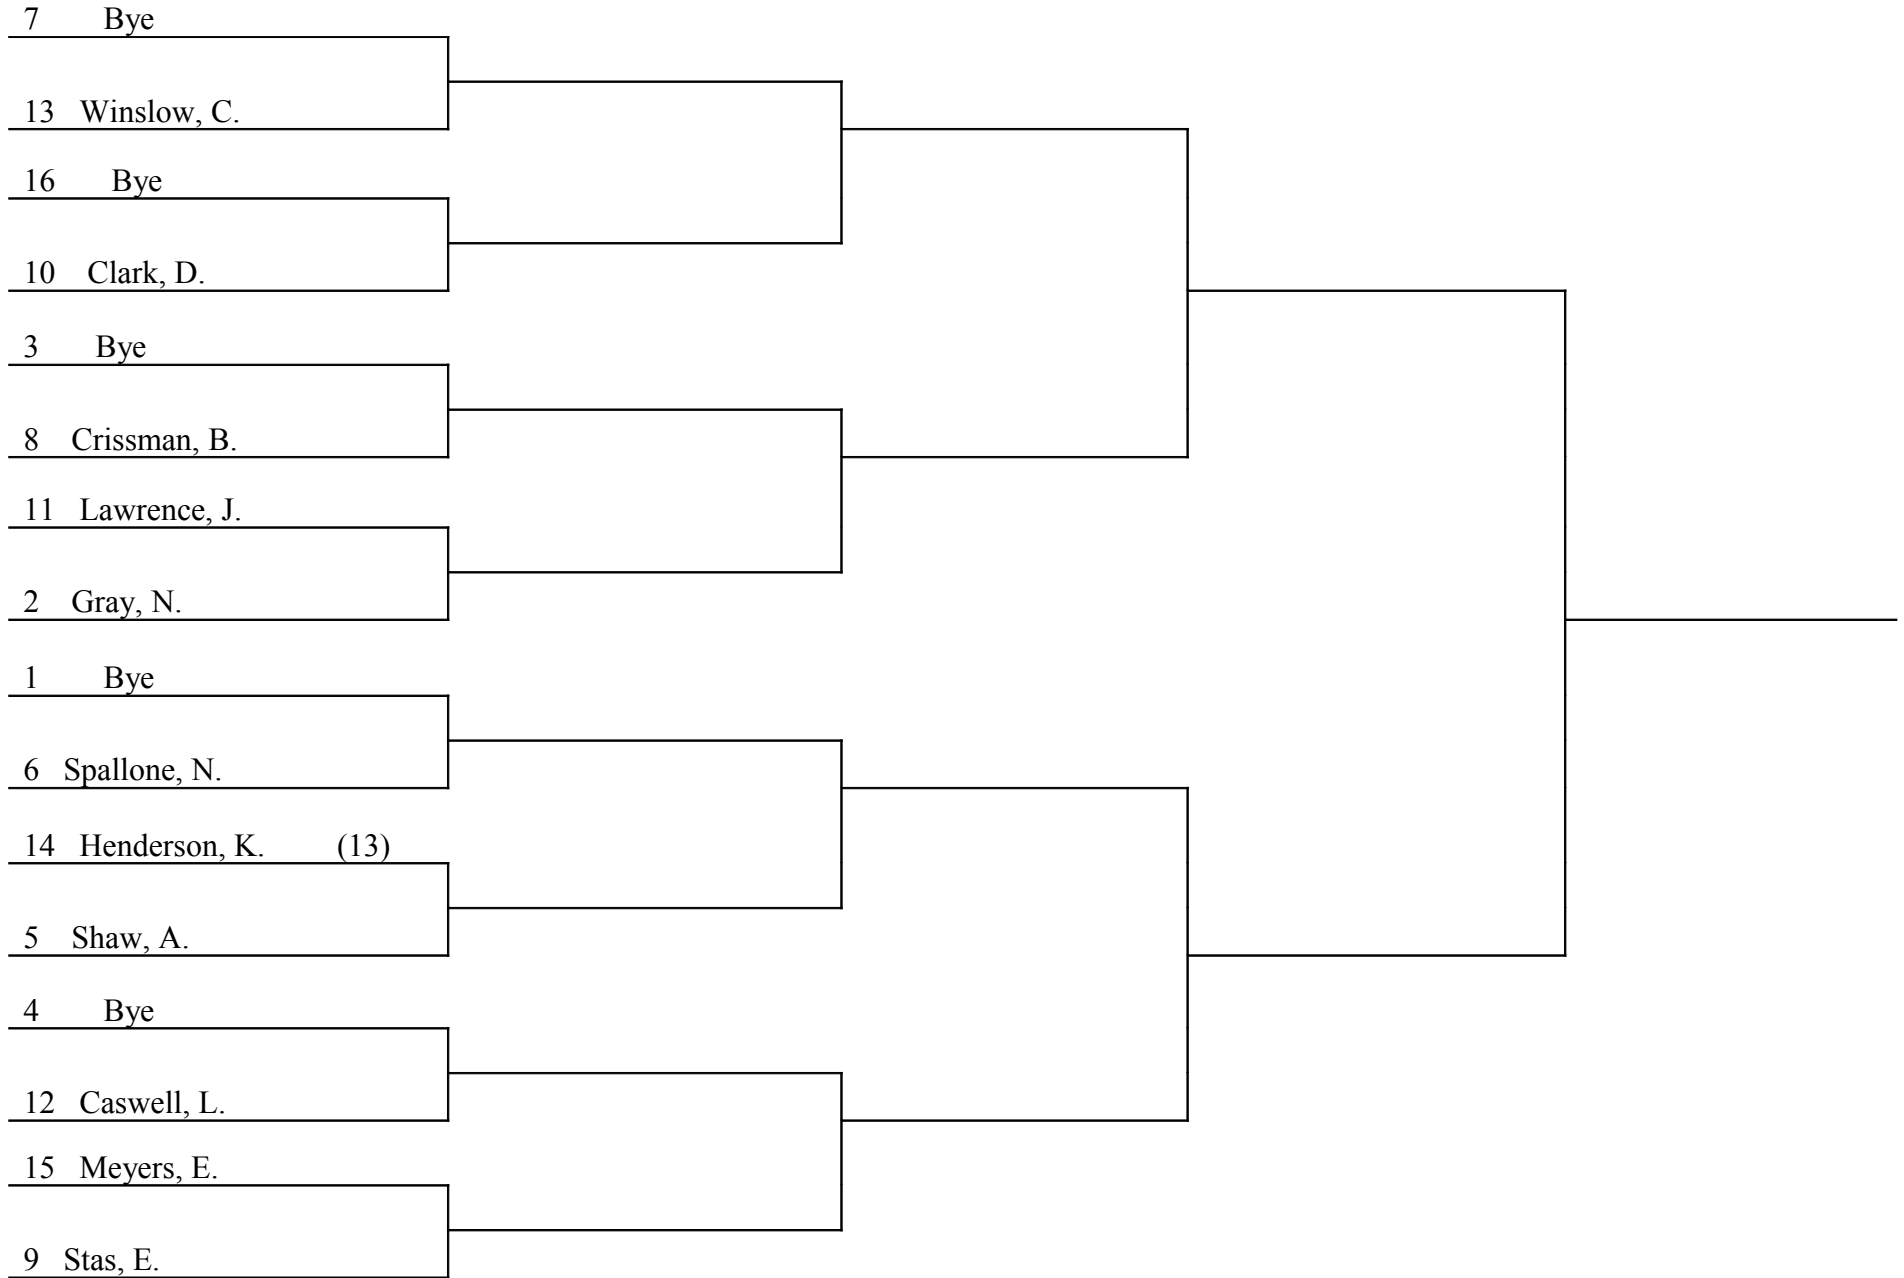 7 Bye
13 Winslow, C.
16 Bye
10 Clark, D.
3 Bye
8 Crissman, B.
11 Lawrence, J.
2 Gray, N.
1 Bye
6 Spallone, N.
14 Henderson, K. (13)
5 Shaw, A.
4 Bye
12 Caswell, L.
15 Meyers, E.
9 Stas, E.